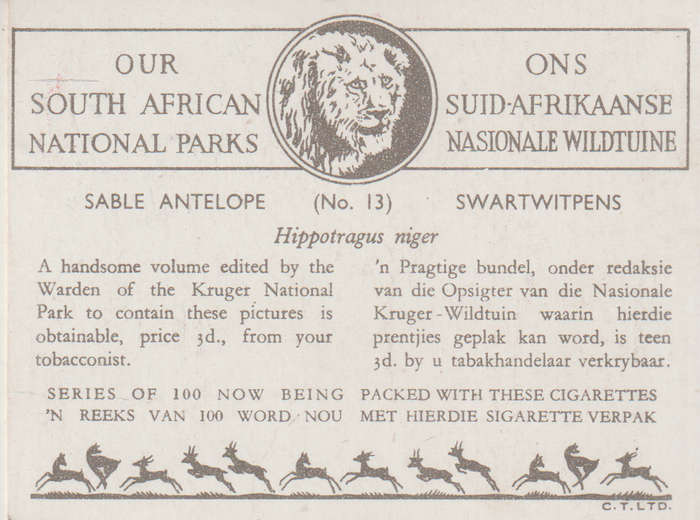 OUR
SOUTH AFRICAN
NATIONAL PARKS
ONS
SUID-AFRIKAANSE
NASIONALE WILDTUINE
SABLE ANTELOPE (No. 13) SWARTWITPENS
Hippotragus niger
A handsome volume edited by the
Warden of the Kruger National
Park to contain these pictures is
obtainable, price 3d., from your
tobacconist.
'n Pragtige bundel, onder redaksie
van die Opsigter van die Nasionale
Kruger-Wildtuin waarin hierdie
prentjies geplak kan word, is teen
3d. by u tabakhandelaar verkrybaar.
SERIES OF 100 NOW BEING PACKED WITH THESE CIGARETTES
'N REEKS VAN 100 WORD NOU MET HIERDIE SIGARETTE VERPAK
C.T.LTD.